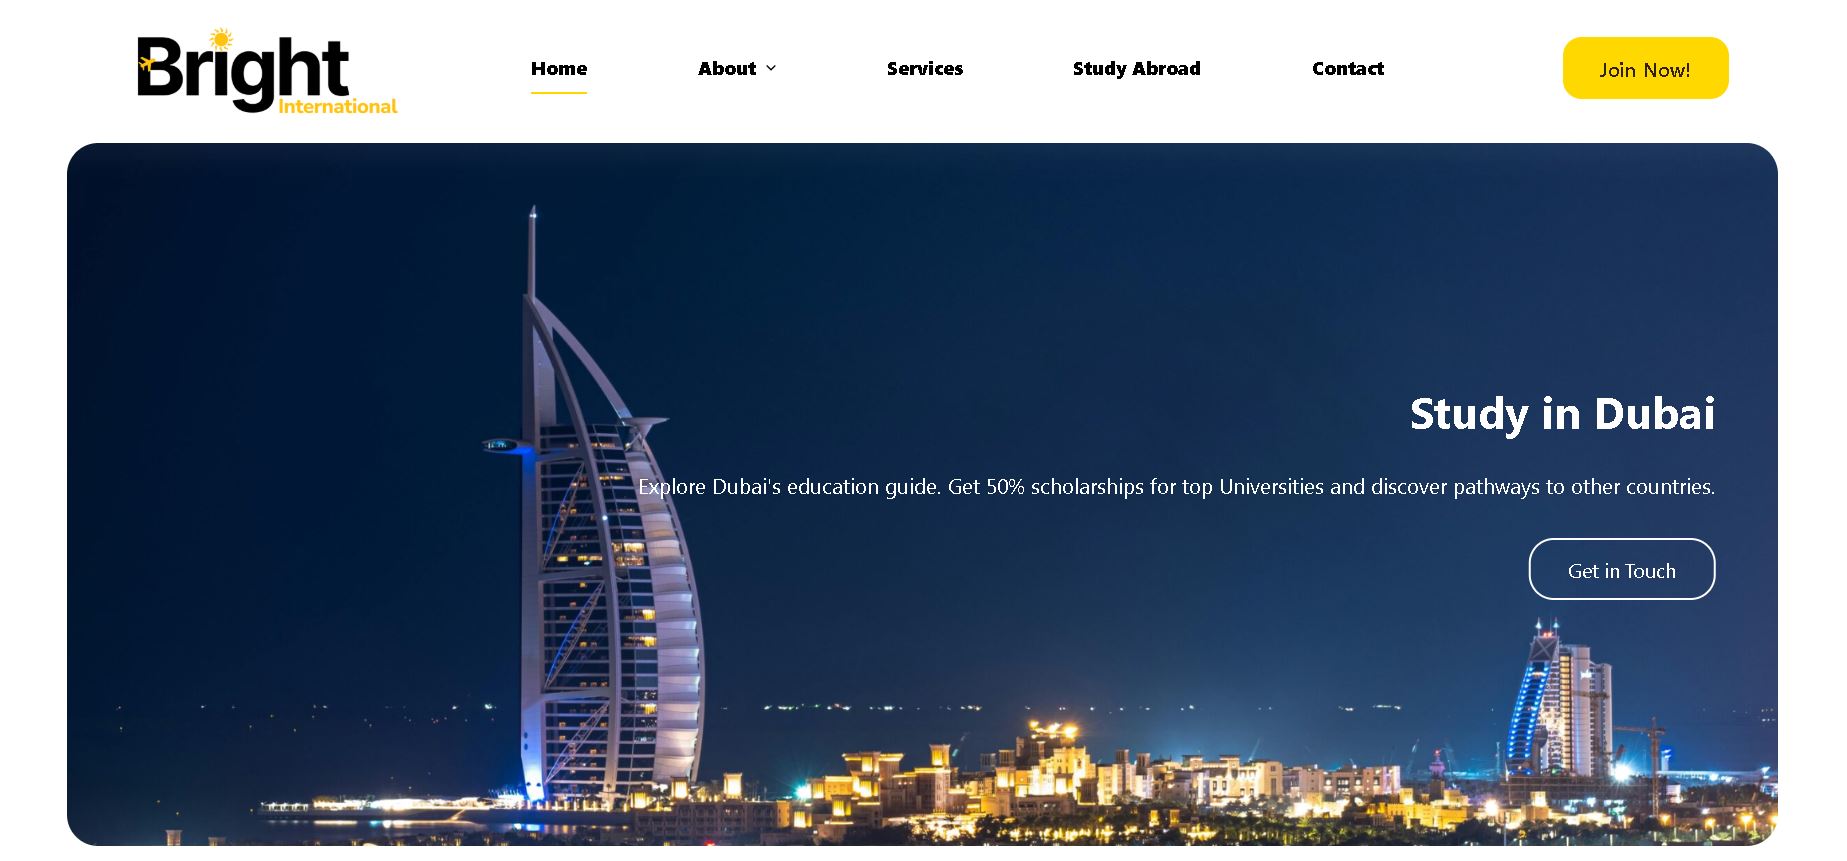 Bright
International
Home
About
Services
Study Abroad
Contact
Join Now!
Study in Dubai
Explore Dubai's education guide. Get 50% scholarships for top Universities and discover pathways to other countries.
Get in Touch